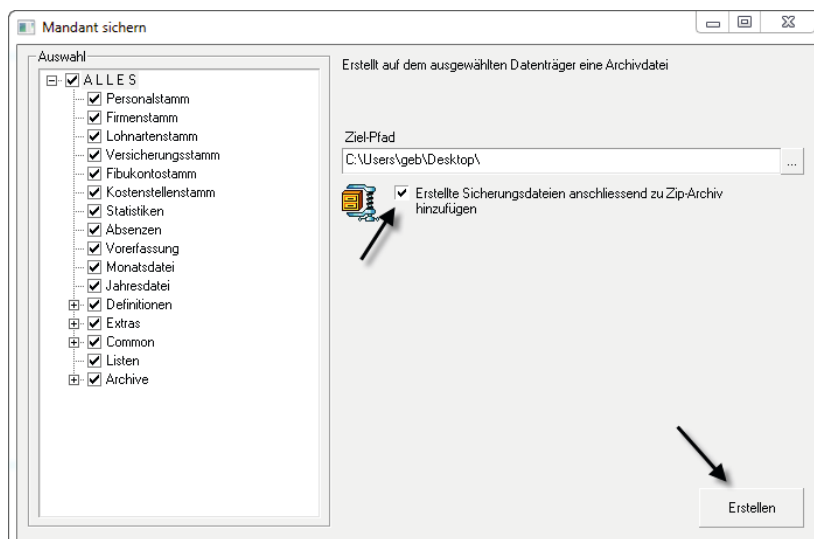 Mandant sichern
Auswahl
ALLES
Personalstamm
Firmenstamm
Lohnartenstamm
Versicherungsstamm
Fibukontostamm
Kostenstellenstamm
Statistiken
Absenzen
Vorerfassung
Monatsdatei
Jahresdatei
Definitionen
Extras
Common
Listen
Archive
Erstellt auf dem ausgewählten Datenträger eine Archivdatei
Ziel-Pfad
C:\Users\geb\Desktop\
...
Erstellte Sicherungsdateien anschliessend zu Zip-Archiv
hinzufügen
Erstellen